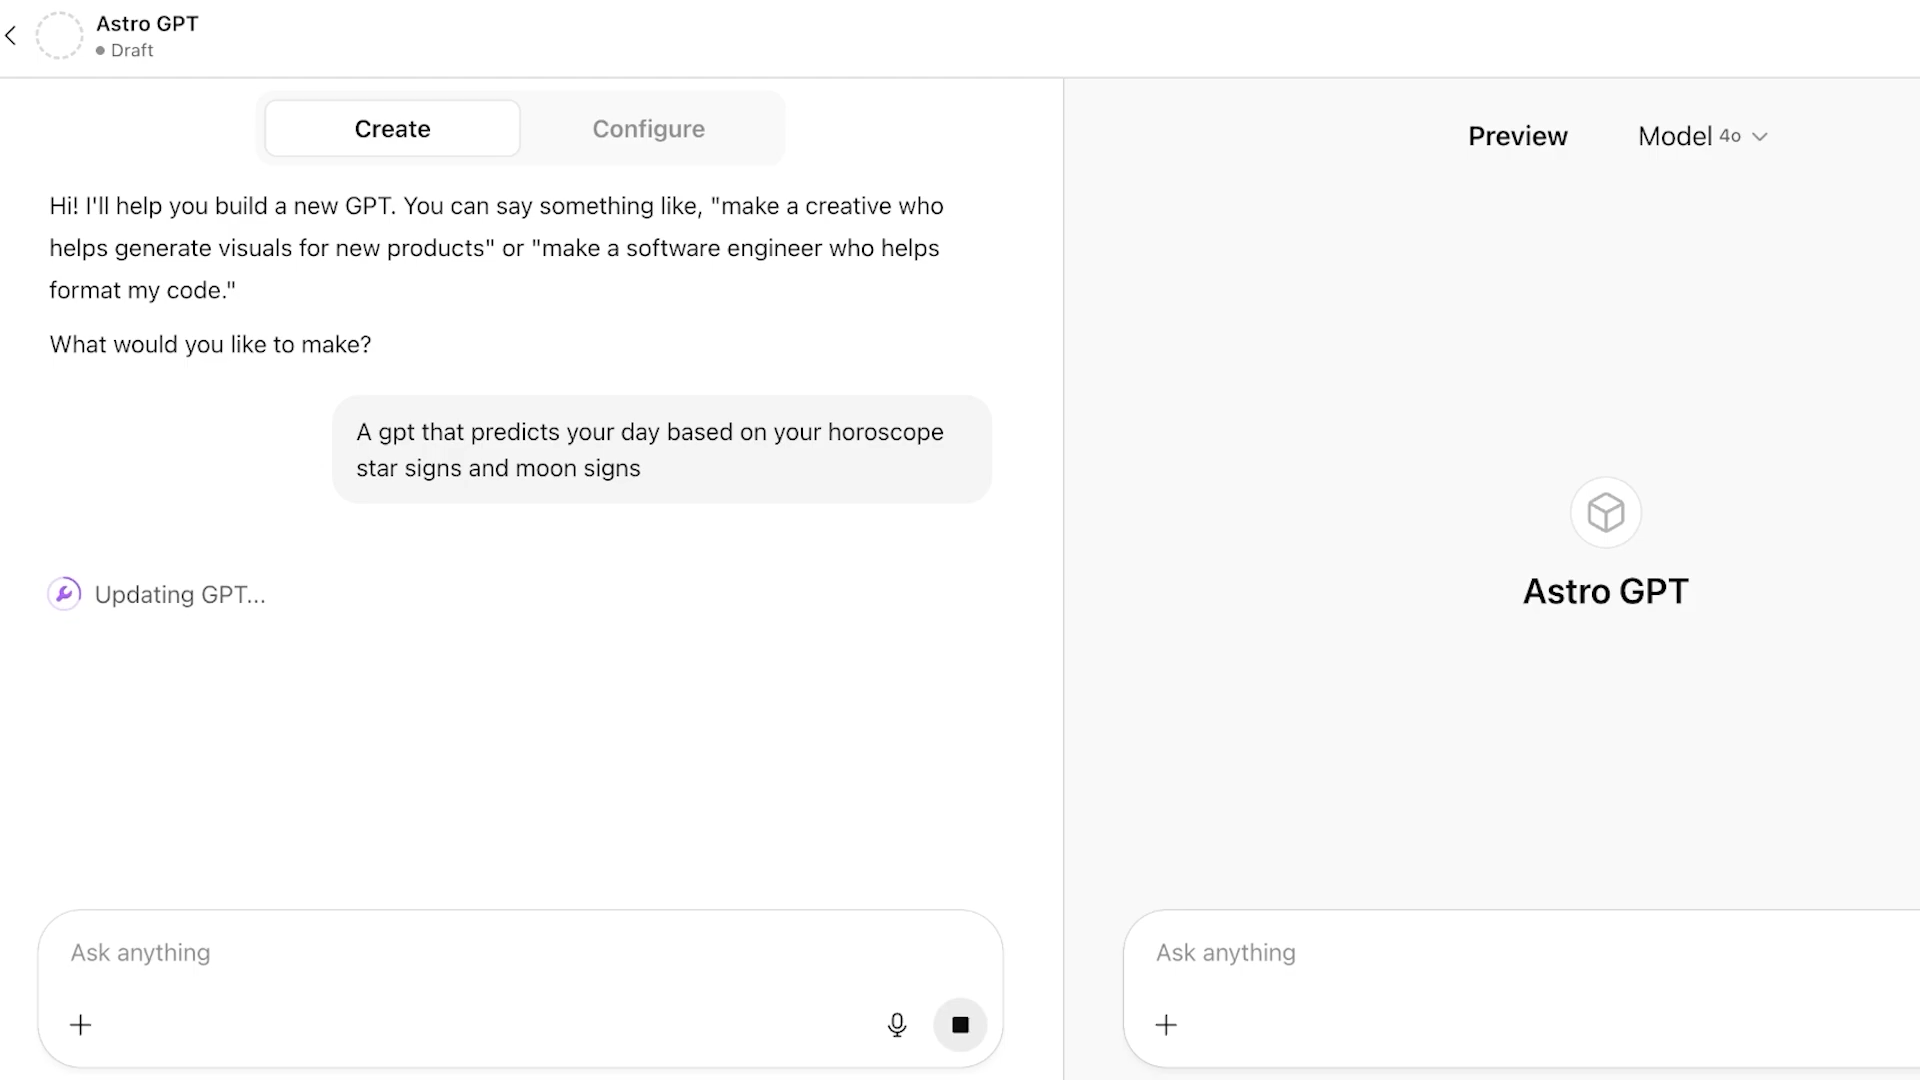 Astro GPT
Draft
Create
Configure
Hi! I'll help you build a new GPT. You can say something like, "make a creative who
helps generate visuals for new products" or "make a software engineer who helps
format my code."
What would you like to make?
A gpt that predicts your day based on your horoscope
star signs and moon signs
Updating GPT...
Ask anything
Preview
Model 4o
Astro GPT
Ask anything